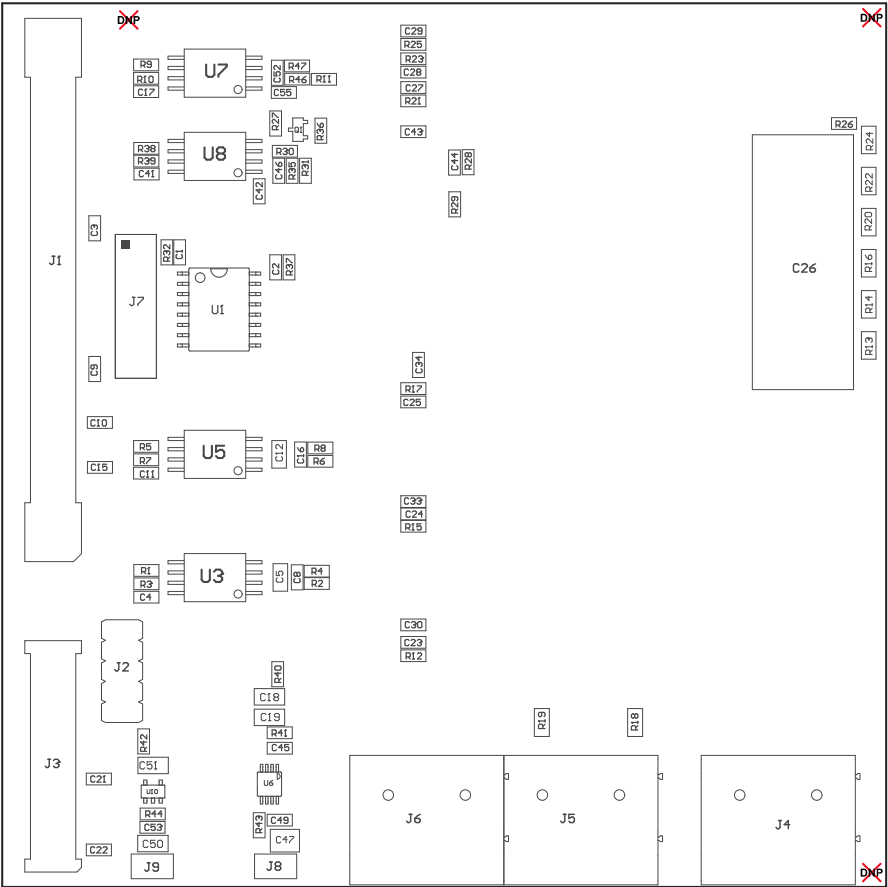 DNP
DNP
C29
R25
R23
C28
C27
R21
R9
R10
C17
U7
C52
R47
R46
R11
C55
C43
R27
Q1
R36
R26
R24
R38
R39
C41
U8
R30
C46
R35
R31
C42
C44
R28
R22
R29
C3
R20
J1
R32
C1
C2
R37
C26
R16
J7
U1
R14
R13
C9
C34
R17
C25
C10
R5
R7
C11
U5
C12
C16
R8
R6
C15
C33
C24
R15
R1
R3
C4
U3
C5
C8
R4
R2
C30
C23
R12
J2
R40
C18
C19
R41
C45
R42
C51
R19
R18
J3
C21
U10
U6
R44
C53
C50
R43
C49
C47
J6
J5
J4
C22
J9
J8
DNP